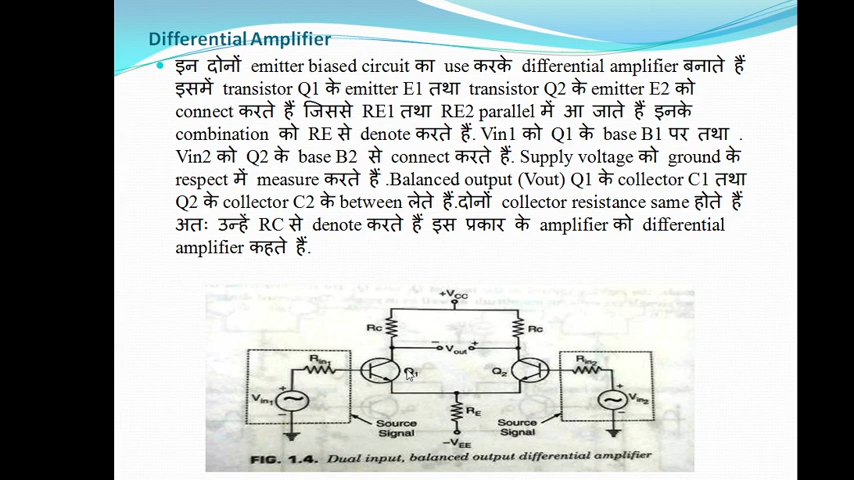 Differential Amplifier
इन दोनों emitter biased circuit का use करके differential amplifier बनाते हैं
इसमें transistor Q1 के emitter E1 तथा transistor Q2 के emitter E2 को
connect करते हैं जिससे RE1 तथा RE2 parallel में आ जाते हैं इनके
combination को RE से denote करते हैं. Vin1 को Q1 के base B1 पर तथा .
Vin2 को Q2 के base B2 से connect करते हैं. Supply voltage को ground के
respect में measure करते हैं .Balanced output (Vout) Q1 के collector C1 तथा
Q2 के collector C2 के between लेते हैं.दोनों collector resistance same होते हैं
अतः उन्हें RC से denote करते हैं इस प्रकार के amplifier को differential
amplifier कहते हैं.
+VCC
Rc Rc
− Vout +
Rin1 Q1 Q2 Rin2
+ +
Vin1 Vin2
− −
RE
Source Signal Source Signal
−VEE
FIG. 1.4. Dual input, balanced output differential amplifier